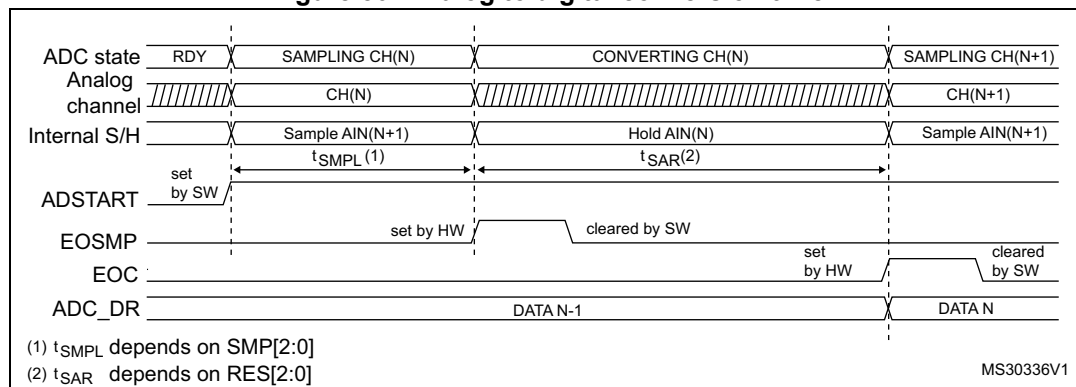 ADC state RDY SAMPLING CH(N) CONVERTING CH(N) SAMPLING CH(N+1)
Analog channel CH(N) CH(N+1)
Internal S/H Sample AIN(N+1) Hold AIN(N) Sample AIN(N+1)
tSMPL(1) tSAR(2)
set
by SW
ADSTART
EOSMP set by HW cleared by SW
set
by HW
cleared
by SW
EOC
ADC_DR DATA N-1 DATA N
(1) tSMPL depends on SMP[2:0]
(2) tSAR depends on RES[2:0]
MS30336V1